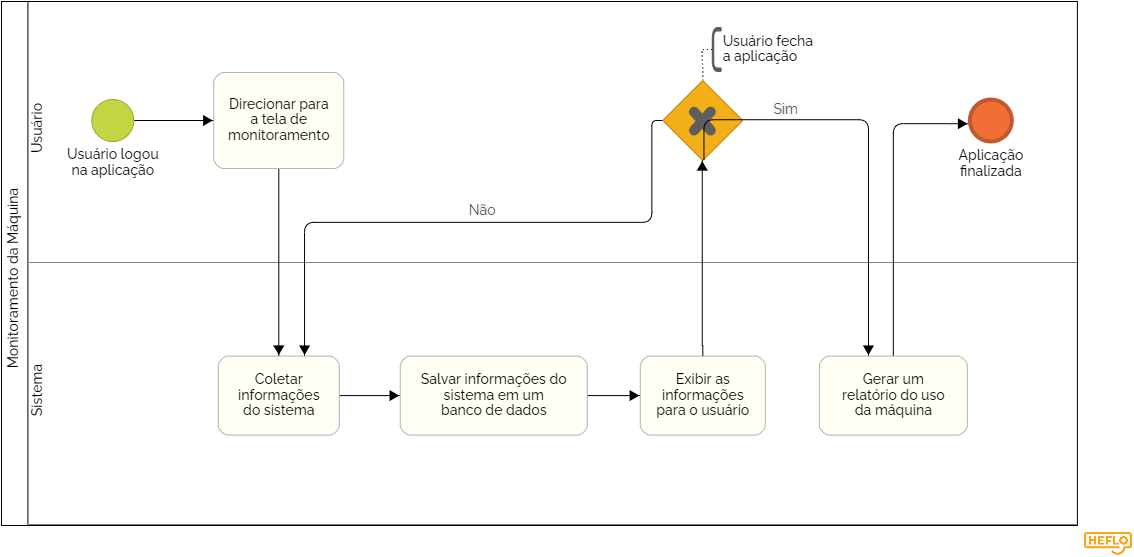 Monitoramento da Máquina
Usuário
Usuário logou
na aplicação
Direcionar para
a tela de
monitoramento
Usuário fecha
a aplicação
Sim
Não
Aplicação
finalizada
Sistema
Coletar
informações
do sistema
Salvar informações do
sistema em um
banco de dados
Exibir as
informações
para o usuário
Gerar um
relatório do uso
da máquina
HEFLO